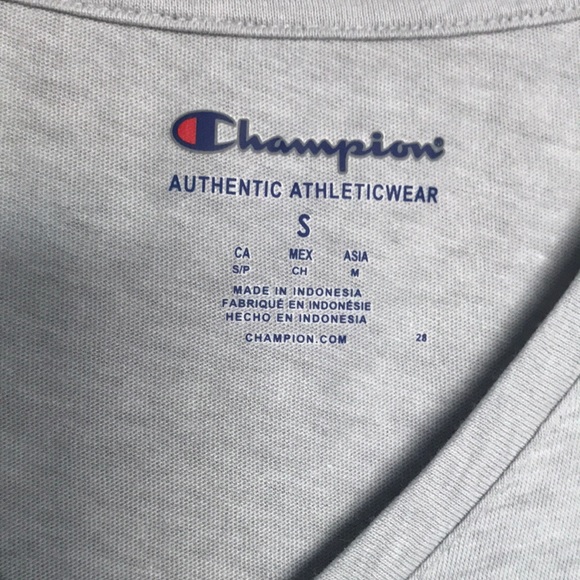 Champion
AUTHENTIC ATHLETICWEAR
S
CA MEX ASIA
S/P CH M
MADE IN INDONESIA
FABRIQUÉ EN INDONÉSIE
HECHO EN INDONESIA
CHAMPION.COM 28